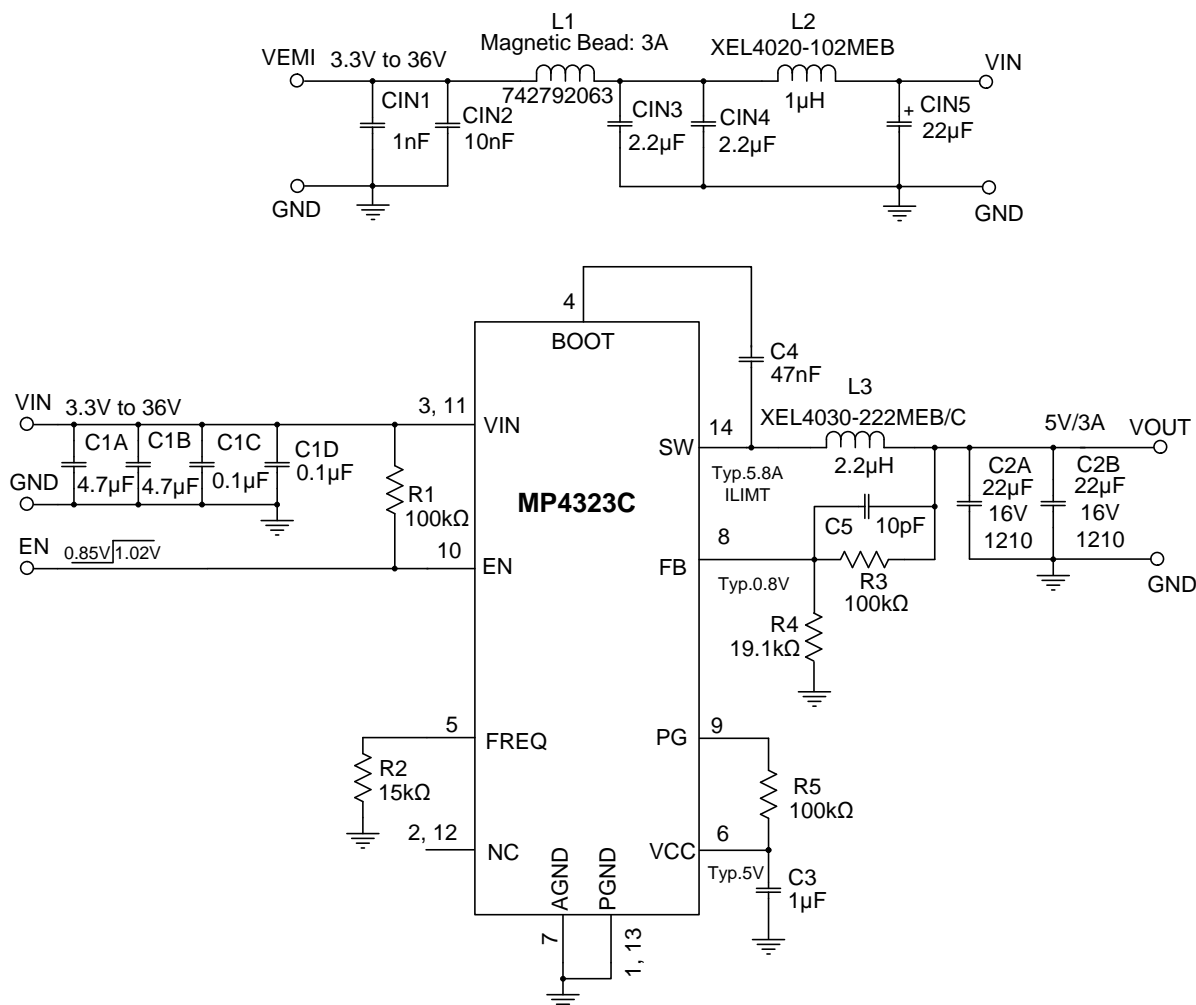 L1
Magnetic Bead: 3A
L2
XEL4020-102MEB
VEMI
3.3V to 36V
VIN
742792063
1µH
CIN1
1nF
CIN2
10nF
CIN3
2.2µF
CIN4
2.2µF
+
CIN5
22µF
GND
GND
4
BOOT
C4
47nF
VIN
3.3V to 36V
3, 11
VIN
C1A
4.7µF
C1B
4.7µF
C1C
0.1µF
C1D
0.1µF
GND
R1
100kΩ
EN
0.85V
1.02V
10
EN
MP4323C
SW
14
Typ.5.8A
ILIMT
L3
XEL4030-222MEB/C
2.2µH
5V/3A
VOUT
C2A
22µF
16V
1210
C2B
22µF
16V
1210
GND
C5
10pF
8
FB
Typ.0.8V
R3
100kΩ
R4
19.1kΩ
5
FREQ
R2
15kΩ
2, 12
NC
PG
9
R5
100kΩ
VCC
6
Typ.5V
C3
1µF
AGND
PGND
7
1, 13